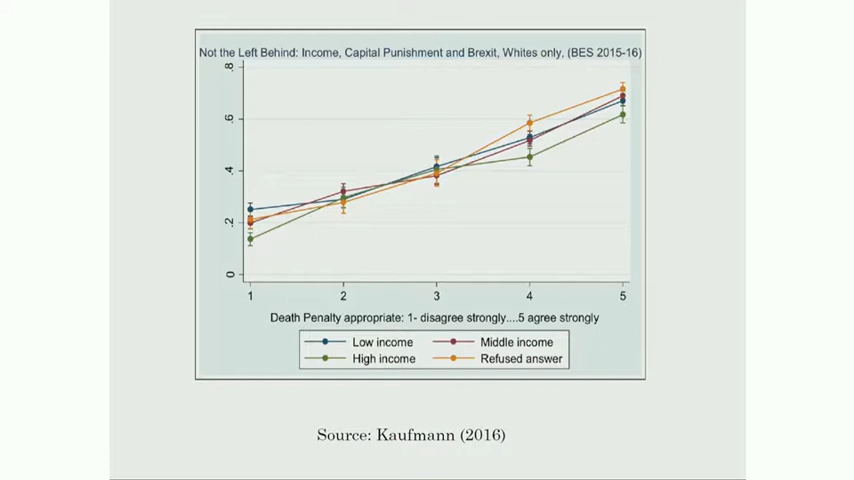 Not the Left Behind: Income, Capital Punishment and Brexit, Whites only, (BES 2015-16)
.8
.6
.4
.2
0
1 2 3 4 5
Death Penalty appropriate: 1- disagree strongly....5 agree strongly
Low income Middle income
High income Refused answer
Source: Kaufmann (2016)